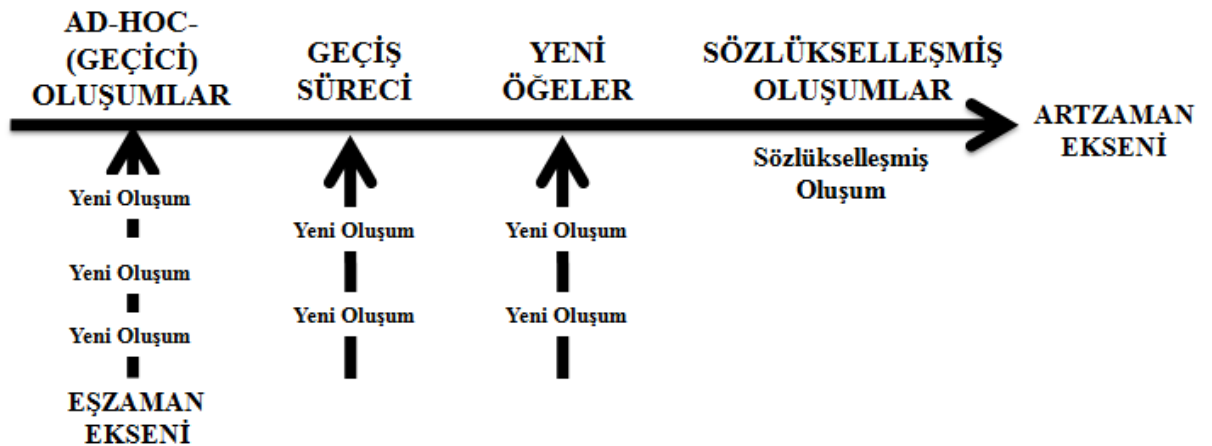 AD-HOC-
(GEÇİCİ)
OLUŞUMLAR
GEÇİŞ
SÜRECİ
YENİ
ÖĞELER
SÖZLÜKSELLEŞMİŞ
OLUŞUMLAR
ARTZAMAN
EKSENİ
Yeni Oluşum
Yeni Oluşum
Yeni Oluşum
EŞZAMAN
EKSENİ
Yeni Oluşum
Yeni Oluşum
Yeni Oluşum
Yeni Oluşum
Sözlükselleşmiş
Oluşum